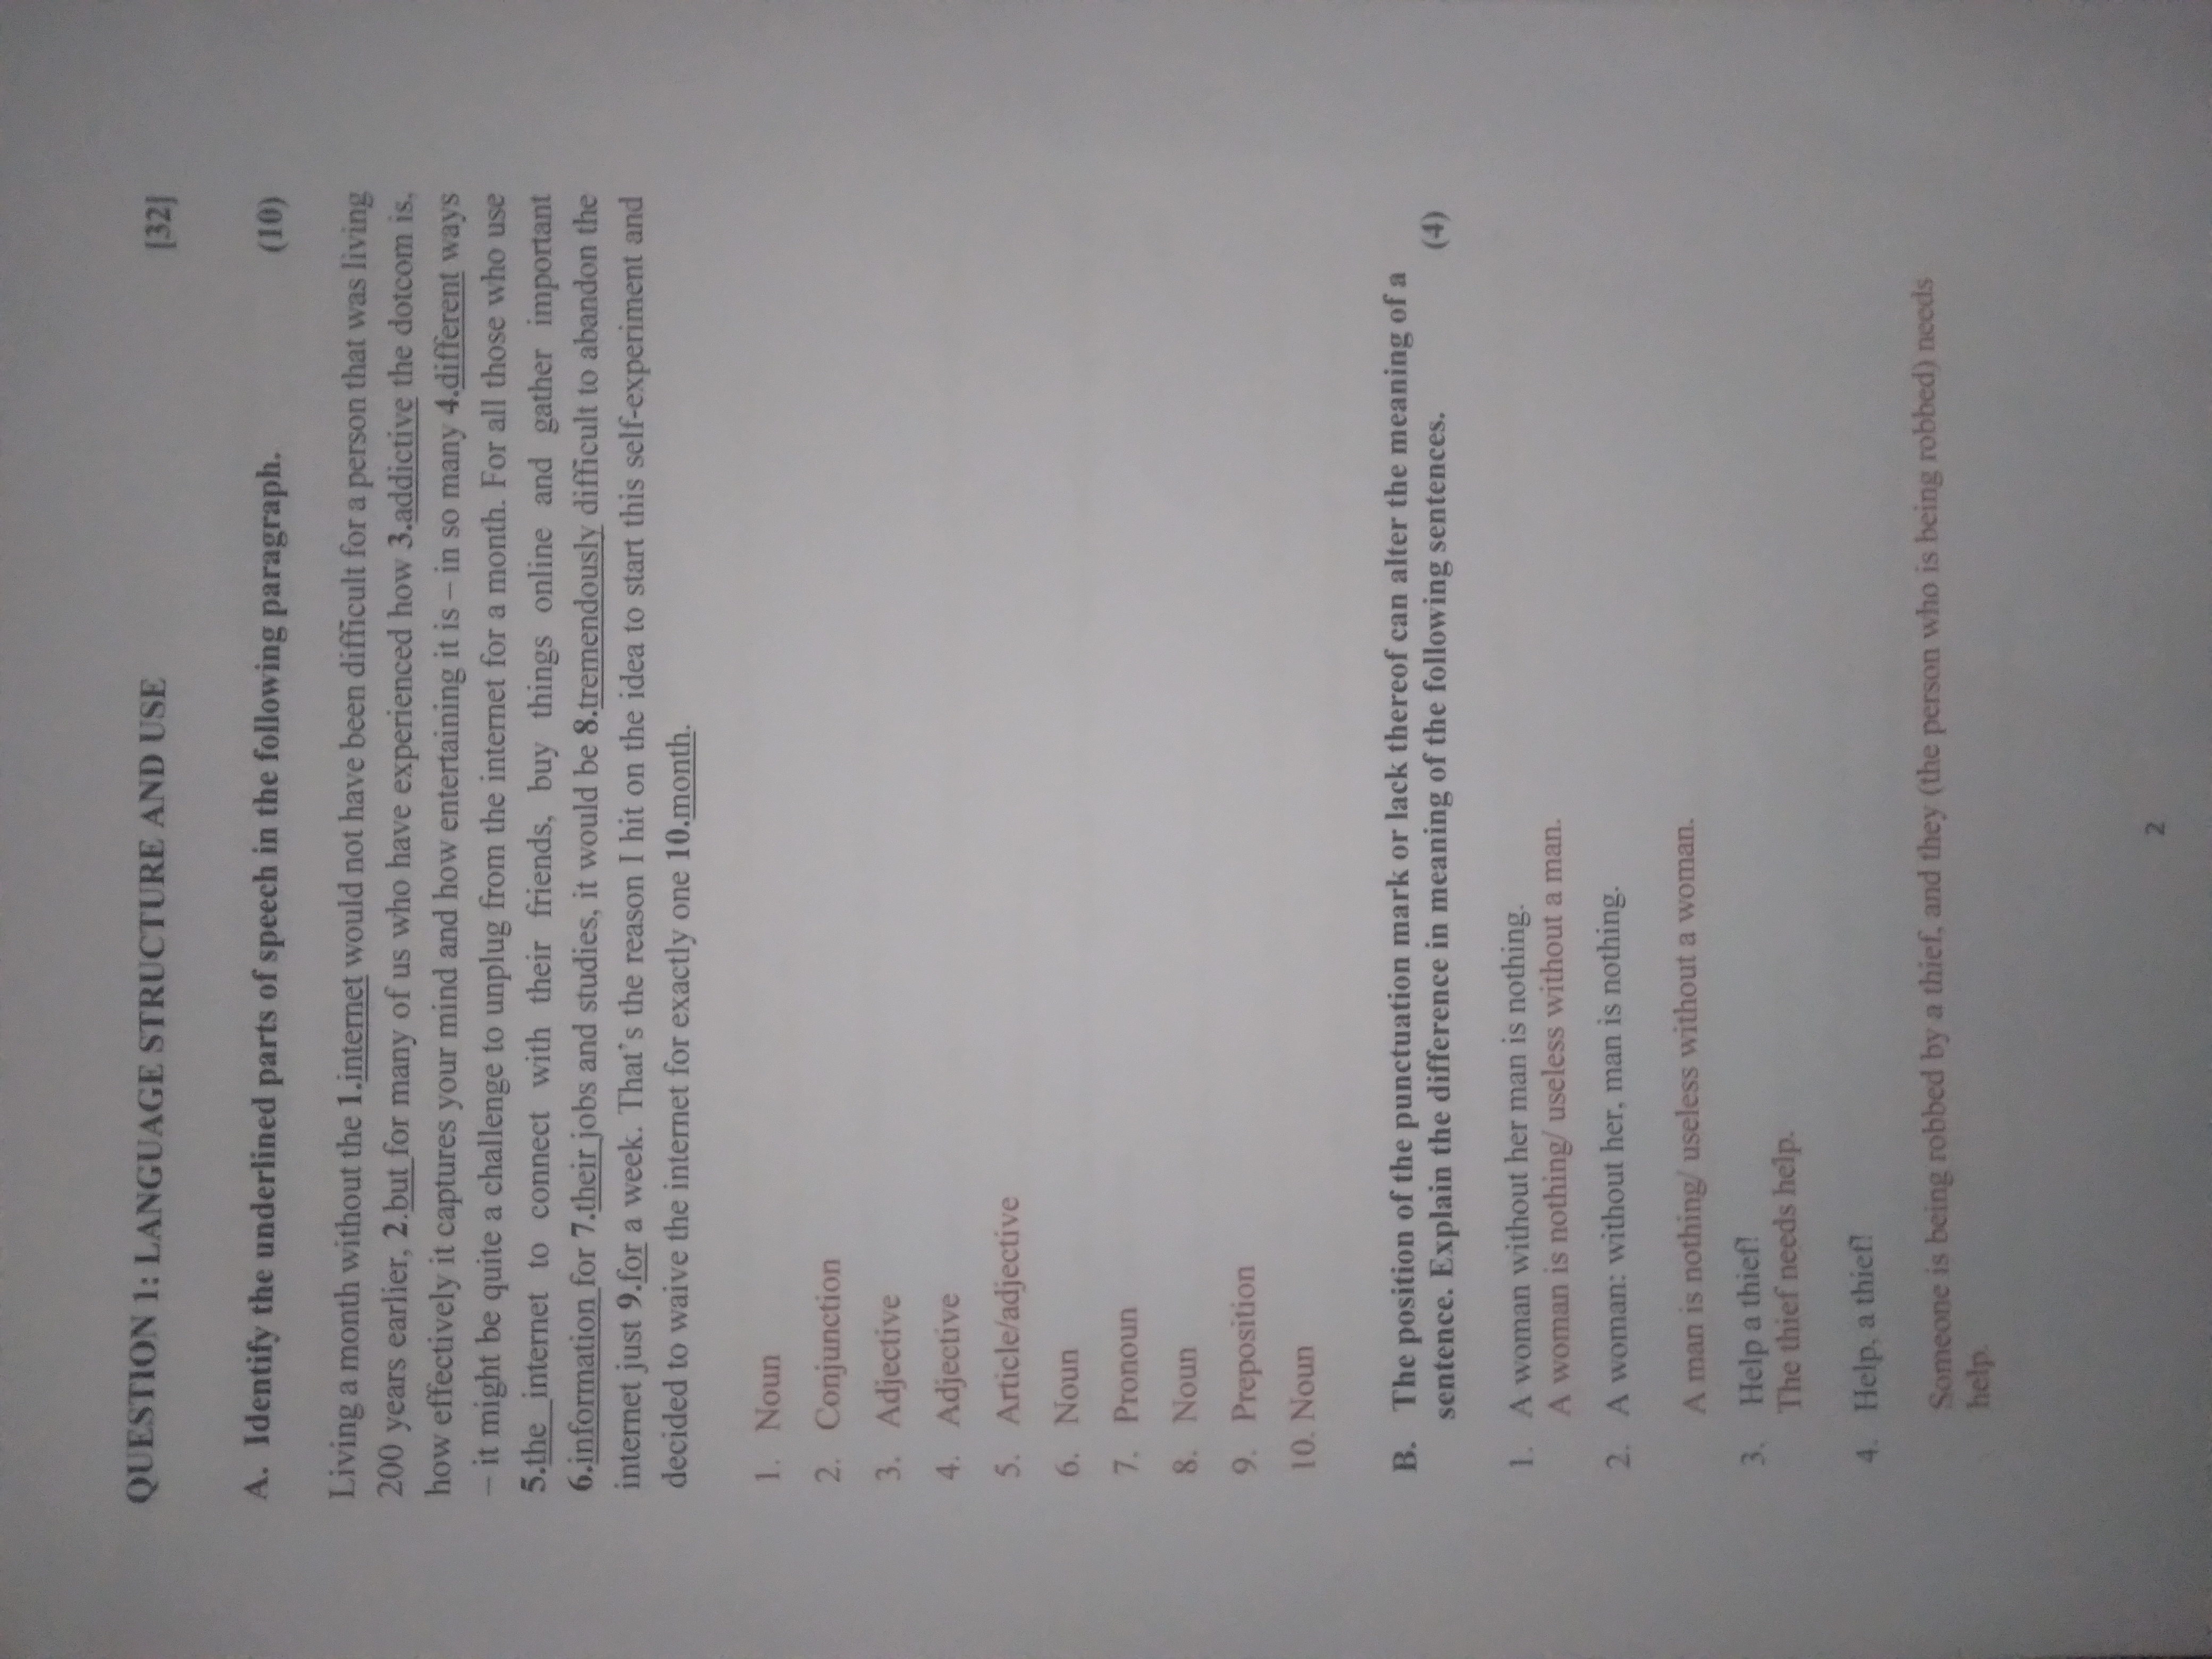 QUESTION 1: LANGUAGE STRUCTURE AND USE [32]
A. Identify the underlined parts of speech in the following paragraph. (10)
Living a month without the 1.internet would not have been difficult for a person that was living
200 years earlier, 2.but for many of us who have experienced how 3.addictive the dotcom is,
how effectively it captures your mind and how entertaining it is – in so many 4.different ways
– it might be quite a challenge to unplug from the internet for a month. For all those who use
5.the internet to connect with their friends, buy things online and gather important
6.information for 7.their jobs and studies, it would be 8.tremendously difficult to abandon the
internet just 9.for a week. That's the reason I hit on the idea to start this self-experiment and
decided to waive the internet for exactly one 10.month.
1. Noun
2. Conjunction
3. Adjective
4. Adjective
5. Article/adjective
6. Noun
7. Pronoun
8. Noun
9. Preposition
10. Noun
B. The position of the punctuation mark or lack thereof can alter the meaning of a
sentence. Explain the difference in meaning of the following sentences. (4)
1. A woman without her man is nothing.
A woman is nothing/ useless without a man.
2. A woman: without her, man is nothing.
A man is nothing/ useless without a woman.
3. Help a thief!
The thief needs help.
4. Help, a thief!
Someone is being robbed by a thief, and they (the person who is being robbed) needs
help.
2